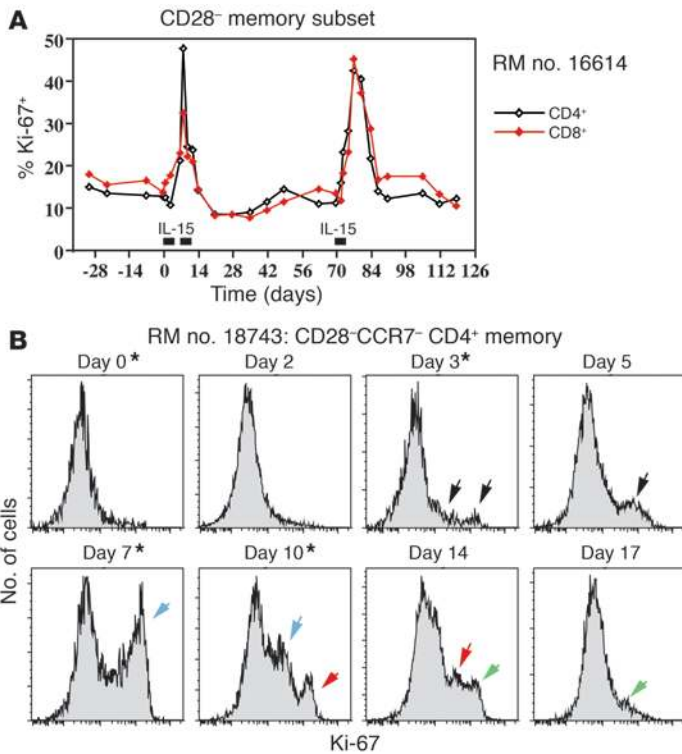 A
CD28⁻ memory subset
% Ki-67⁺
50
40
30
20
10
0
IL-15
IL-15
-28 -14 0 14 28 42 56 70 84 98 112 126
Time (days)
RM no. 16614
CD4⁺
CD8⁺
B
RM no. 18743: CD28⁻CCR7⁻ CD4⁺ memory
Day 0* Day 2 Day 3* Day 5
No. of cells
Day 7* Day 10* Day 14 Day 17
Ki-67